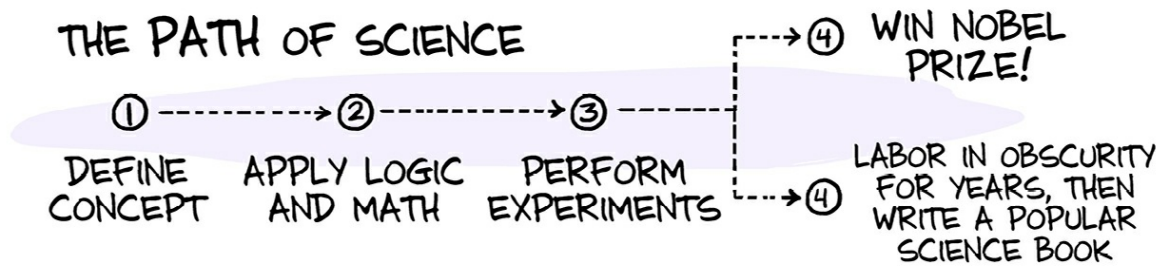 THE PATH OF SCIENCE
① ② ③
DEFINE
CONCEPT
APPLY LOGIC
AND MATH
PERFORM
EXPERIMENTS
④ WIN NOBEL
PRIZE!
④ LABOR IN OBSCURITY
FOR YEARS, THEN
WRITE A POPULAR
SCIENCE BOOK